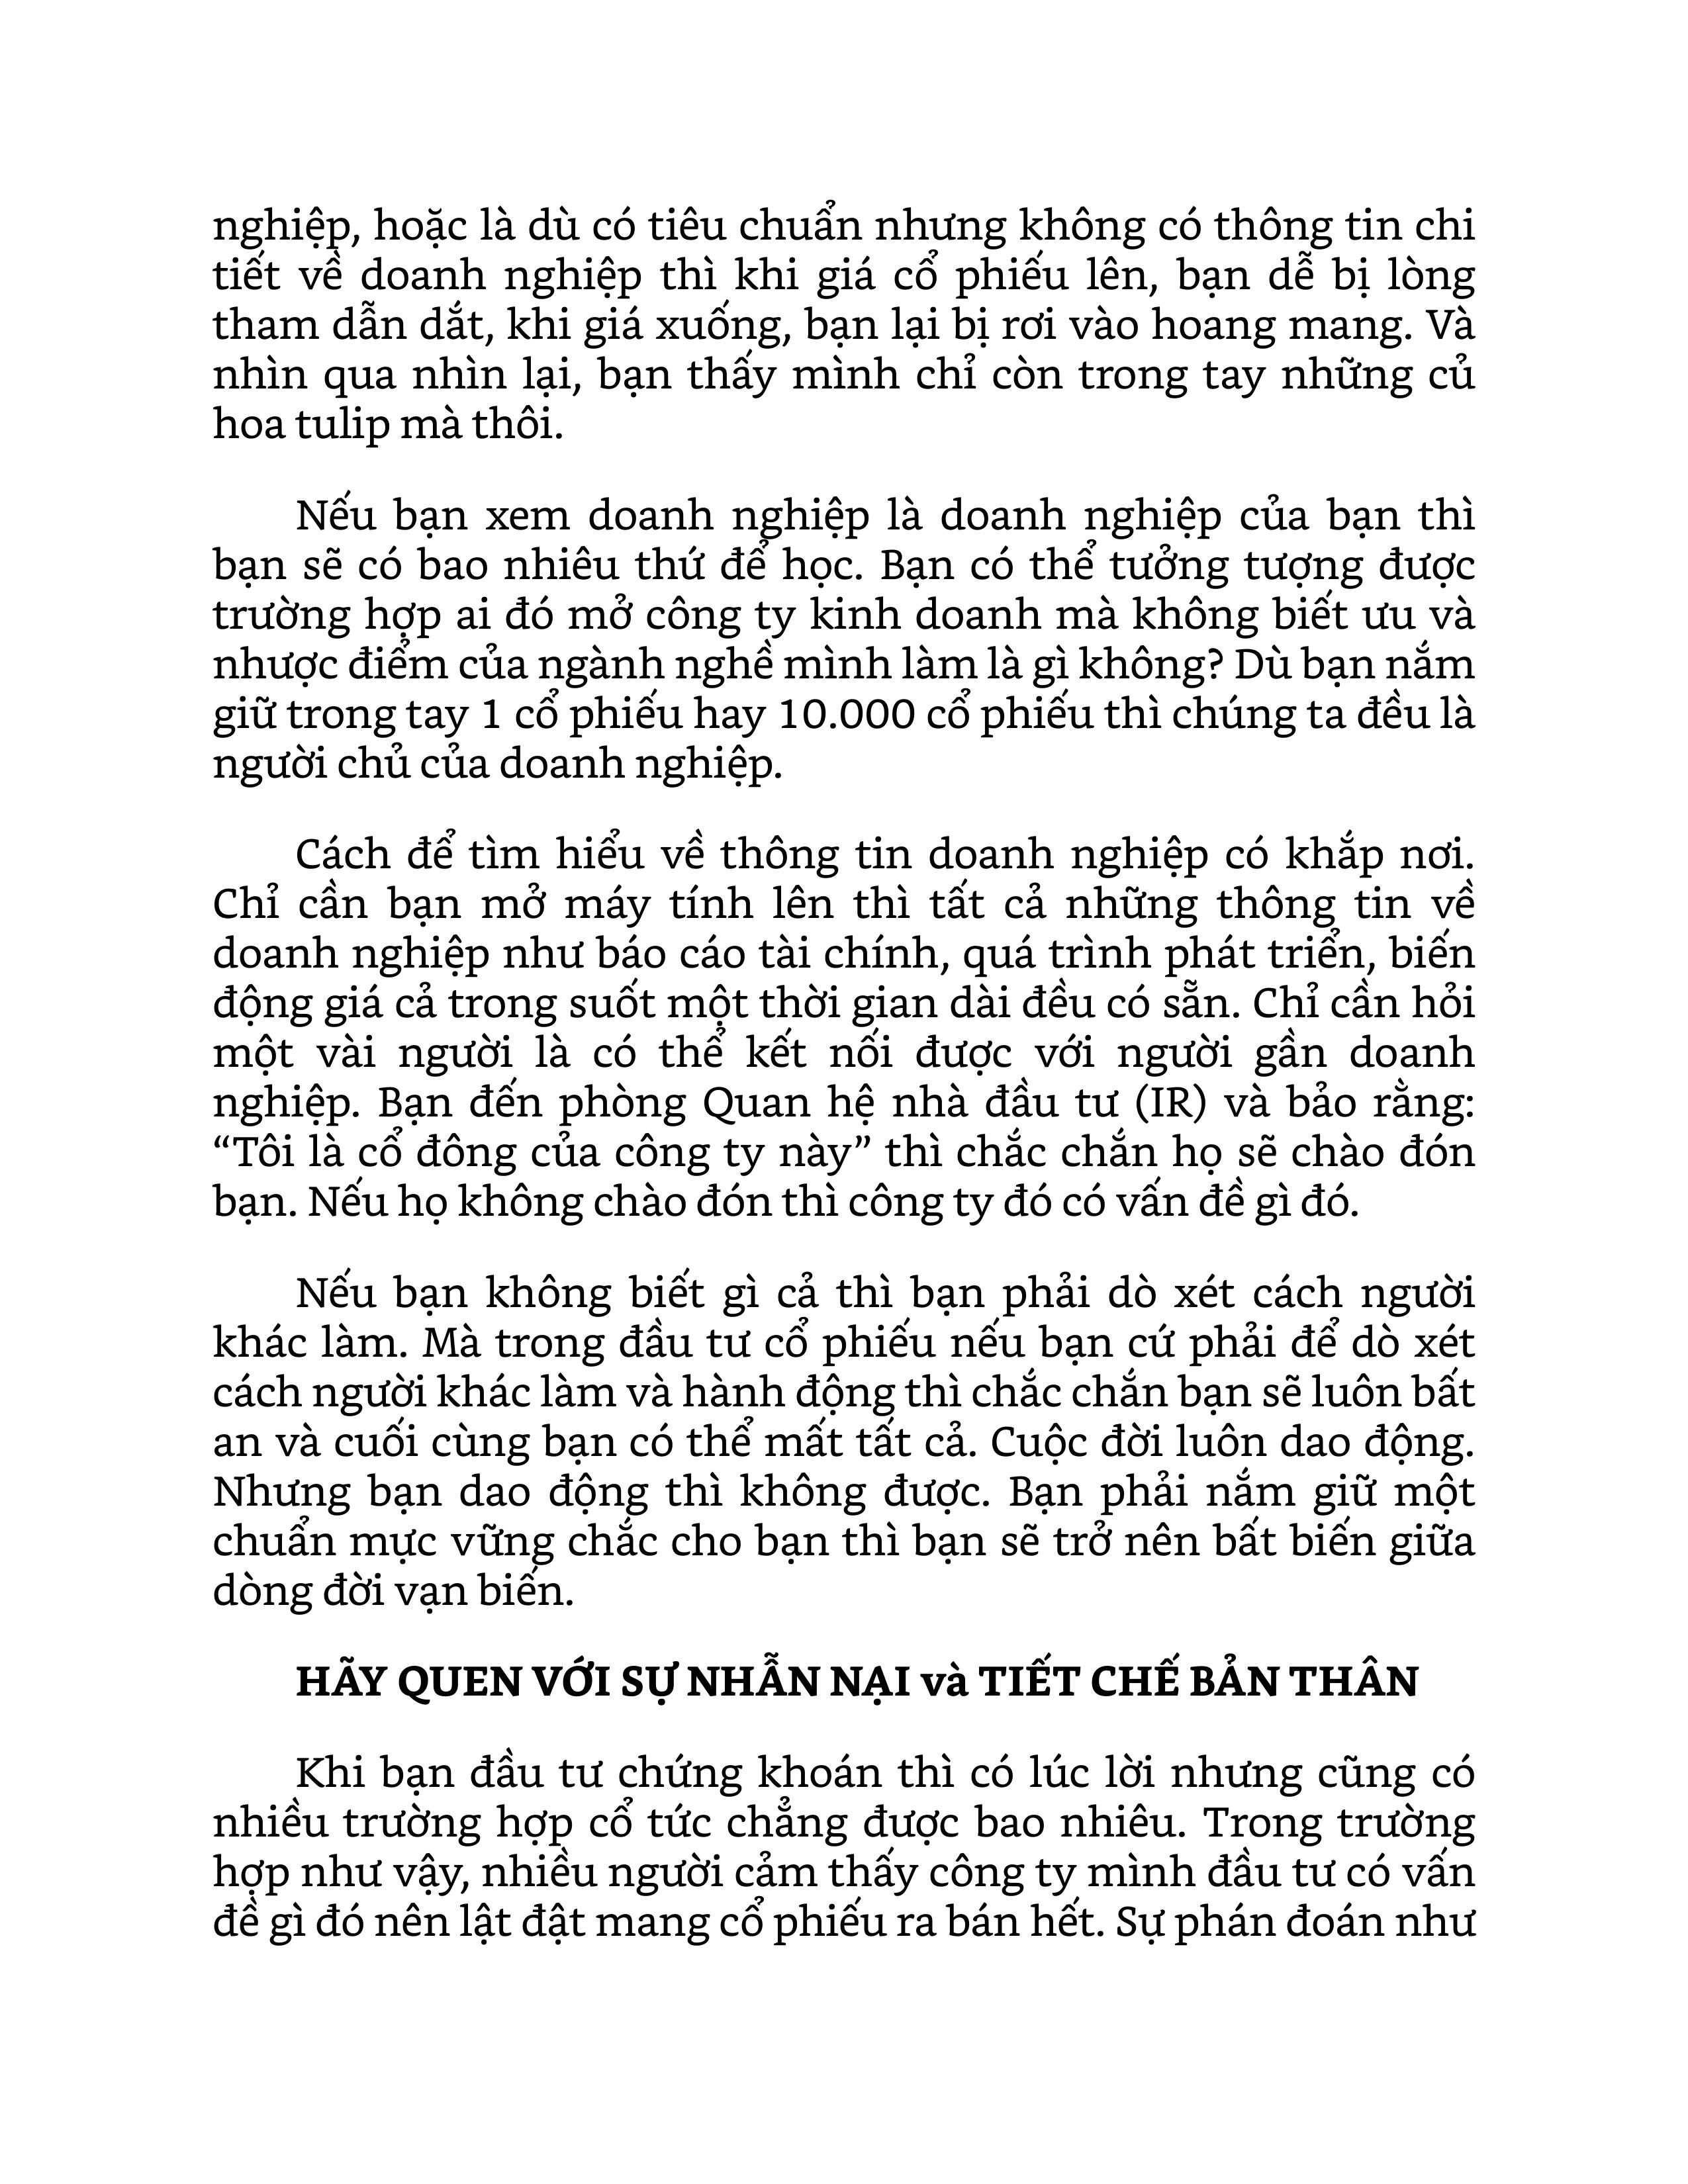 nghiệp, hoặc là dù có tiêu chuẩn nhưng không có thông tin chi
tiết về doanh nghiệp thì khi giá cổ phiếu lên, bạn dễ bị lòng
tham dẫn dắt, khi giá xuống, bạn lại bị rơi vào hoang mang. Và
nhìn qua nhìn lại, bạn thấy mình chỉ còn trong tay những củ
hoa tulip mà thôi.
Nếu bạn xem doanh nghiệp là doanh nghiệp của bạn thì
bạn sẽ có bao nhiêu thứ để học. Bạn có thể tưởng tượng được
trường hợp ai đó mở công ty kinh doanh mà không biết ưu và
nhược điểm của ngành nghề mình làm là gì không? Dù bạn nắm
giữ trong tay 1 cổ phiếu hay 10.000 cổ phiếu thì chúng ta đều là
người chủ của doanh nghiệp.
Cách để tìm hiểu về thông tin doanh nghiệp có khắp nơi.
Chỉ cần bạn mở máy tính lên thì tất cả những thông tin về
doanh nghiệp như báo cáo tài chính, quá trình phát triển, biến
động giá cả trong suốt một thời gian dài đều có sẵn. Chỉ cần hỏi
một vài người là có thể kết nối được với người gần doanh
nghiệp. Bạn đến phòng Quan hệ nhà đầu tư (IR) và bảo rằng:
“Tôi là cổ đông của công ty này” thì chắc chắn họ sẽ chào đón
bạn. Nếu họ không chào đón thì công ty đó có vấn đề gì đó.
Nếu bạn không biết gì cả thì bạn phải dò xét cách người
khác làm. Mà trong đầu tư cổ phiếu nếu bạn cứ phải để dò xét
cách người khác làm và hành động thì chắc chắn bạn sẽ luôn bất
an và cuối cùng bạn có thể mất tất cả. Cuộc đời luôn dao động.
Nhưng bạn dao động thì không được. Bạn phải nắm giữ một
chuẩn mực vững chắc cho bạn thì bạn sẽ trở nên bất biến giữa
dòng đời vạn biến.
HÃY QUEN VỚI SỰ NHẪN NẠI và TIẾT CHẾ BẢN THÂN
Khi bạn đầu tư chứng khoán thì có lúc lời nhưng cũng có
nhiều trường hợp cổ tức chẳng được bao nhiêu. Trong trường
hợp như vậy, nhiều người cảm thấy công ty mình đầu tư có vấn
đề gì đó nên lật đật mang cổ phiếu ra bán hết. Sự phán đoán như